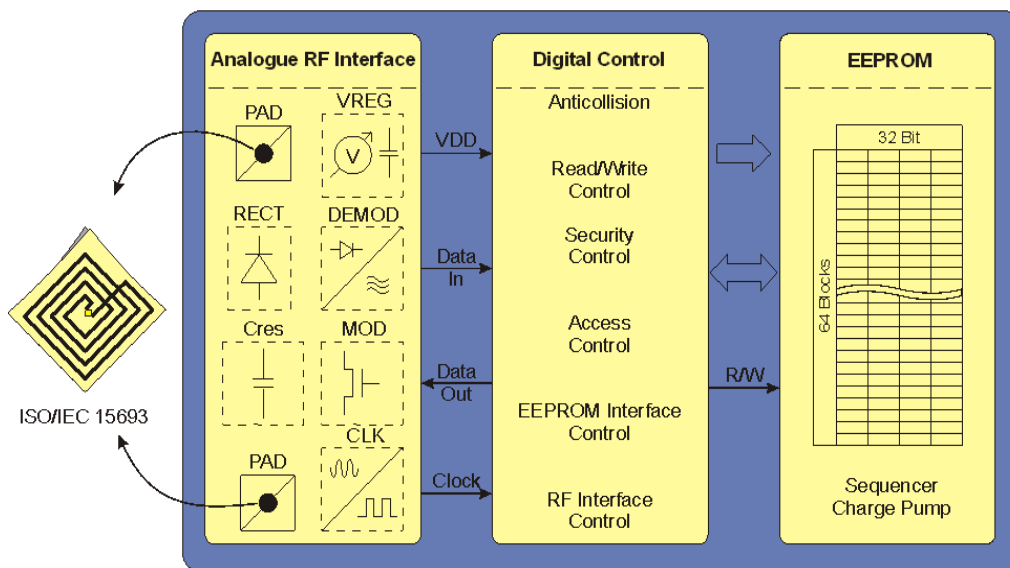 Analogue RF Interface
PAD
VREG
V
RECT
DEMOD
Cres
MOD
PAD
CLK
ISO/IEC 15693
VDD
Data
In
Data
Out
Clock
Digital Control
Anticollision
Read/Write
Control
Security
Control
Access
Control
EEPROM Interface
Control
RF Interface
Control
R/W
EEPROM
32 Bit
64 Blocks
Sequencer
Charge Pump